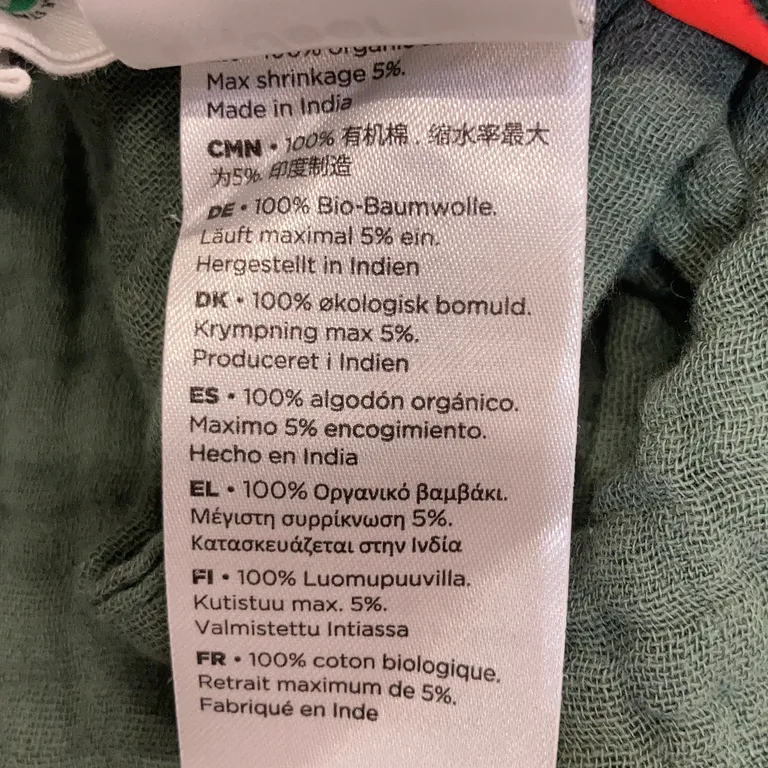 100% organic
Max shrinkage 5%.
Made in India
CMN • 100% 有机棉 . 缩水率最大
为5%. 印度制造
DE • 100% Bio-Baumwolle.
Läuft maximal 5% ein.
Hergestellt in Indien
DK • 100% økologisk bomuld.
Krympning max 5%.
Produceret i Indien
ES • 100% algodón orgánico.
Maximo 5% encogimiento.
Hecho en India
EL • 100% Οργανικό βαμβάκι.
Μέγιστη συρρίκνωση 5%.
Κατασκευάζεται στην Ινδία
FI • 100% Luomupuuvilla.
Kutistuu max. 5%.
Valmistettu Intiassa
FR • 100% coton biologique.
Retrait maximum de 5%.
Fabriqué en Inde